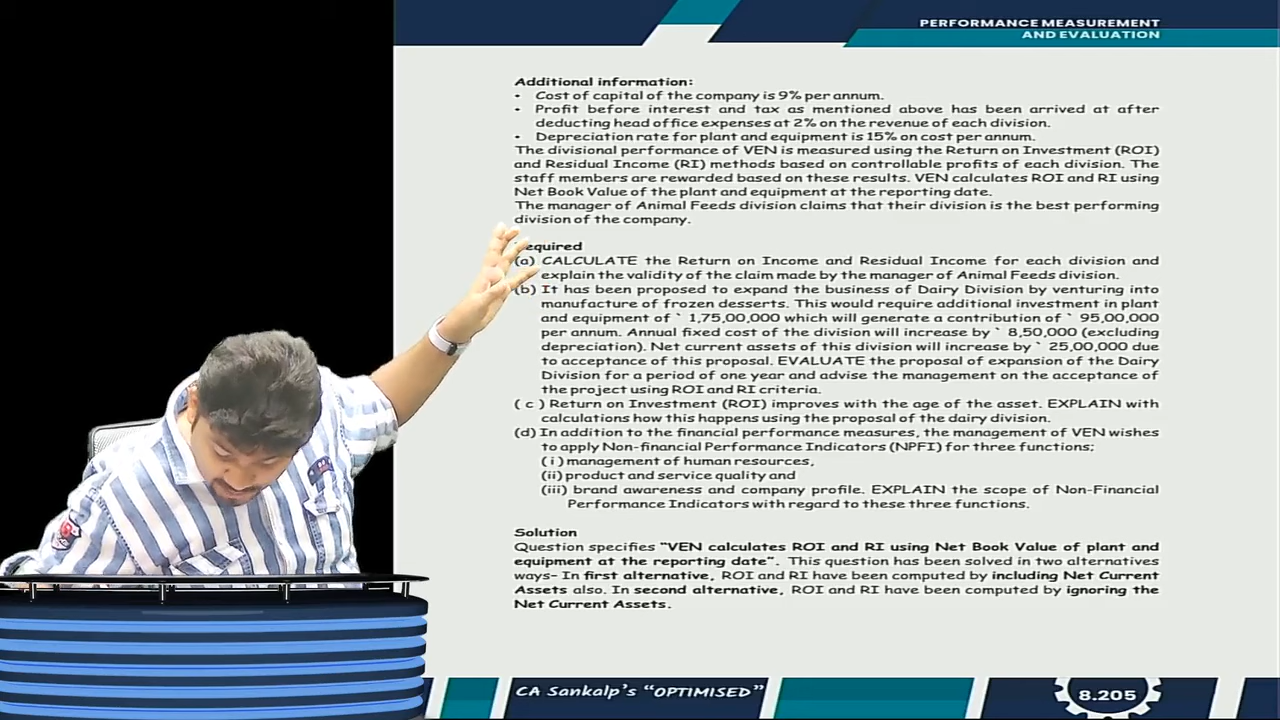 PERFORMANCE MEASUREMENT
AND EVALUATION
Additional information:
• Cost of capital of the company is 9% per annum.
• Profit before interest and tax as mentioned above has been arrived at after
deducting head office expenses at 2% on the revenue of each division.
• Depreciation rate for plant and equipment is 15% on cost per annum.
The divisional performance of VEN is measured using the Return on Investment (ROI)
and Residual Income (RI) methods based on controllable profits of each division. The
staff members are rewarded based on these results. VEN calculates ROI and RI using
Net Book Value of the plant and equipment at the reporting date.
The manager of Animal Feeds division claims that their division is the best performing
division of the company.
equired
(a) CALCULATE the Return on Income and Residual Income for each division and
explain the validity of the claim made by the manager of Animal Feeds division.
(b) It has been proposed to expand the business of Dairy Division by venturing into
manufacture of frozen desserts. This would require additional investment in plant
and equipment of ` 1,75,00,000 which will generate a contribution of ` 95,00,000
per annum. Annual fixed cost of the division will increase by ` 8,50,000 (excluding
depreciation). Net current assets of this division will increase by ` 25,00,000 due
to acceptance of this proposal. EVALUATE the proposal of expansion of the Dairy
Division for a period of one year and advise the management on the acceptance of
the project using ROI and RI criteria.
( c ) Return on Investment (ROI) improves with the age of the asset. EXPLAIN with
calculations how this happens using the proposal of the dairy division.
(d) In addition to the financial performance measures, the management of VEN wishes
to apply Non-financial Performance Indicators (NPFI) for three functions;
( i ) management of human resources,
(ii) product and service quality and
(iii) brand awareness and company profile. EXPLAIN the scope of Non-Financial
Performance Indicators with regard to these three functions.
Solution
Question specifies “VEN calculates ROI and RI using Net Book Value of plant and
equipment at the reporting date”. This question has been solved in two alternatives
ways– In first alternative, ROI and RI have been computed by including Net Current
Assets also. In second alternative, ROI and RI have been computed by ignoring the
Net Current Assets.
CA Sankalp's “OPTIMISED”
8.205